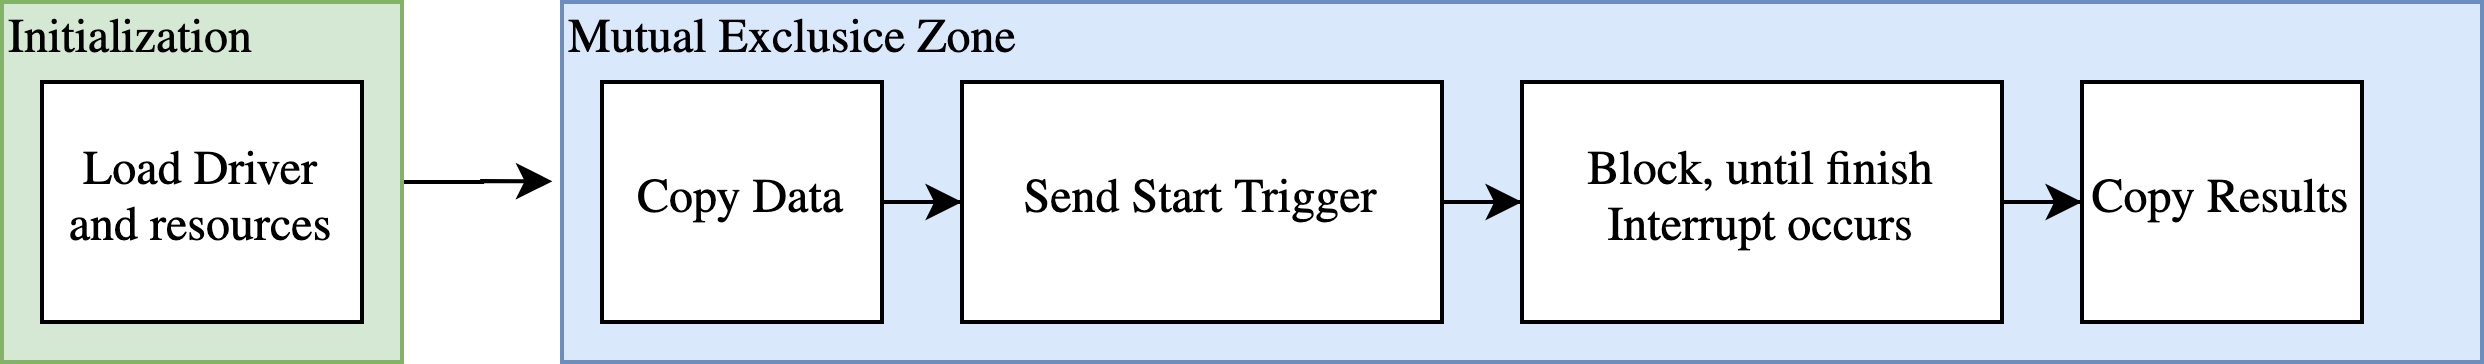 Initialization
Load Driver
and resources
Mutual Exclusice Zone
Copy Data
Send Start Trigger
Block, until finish
Interrupt occurs
Copy Results